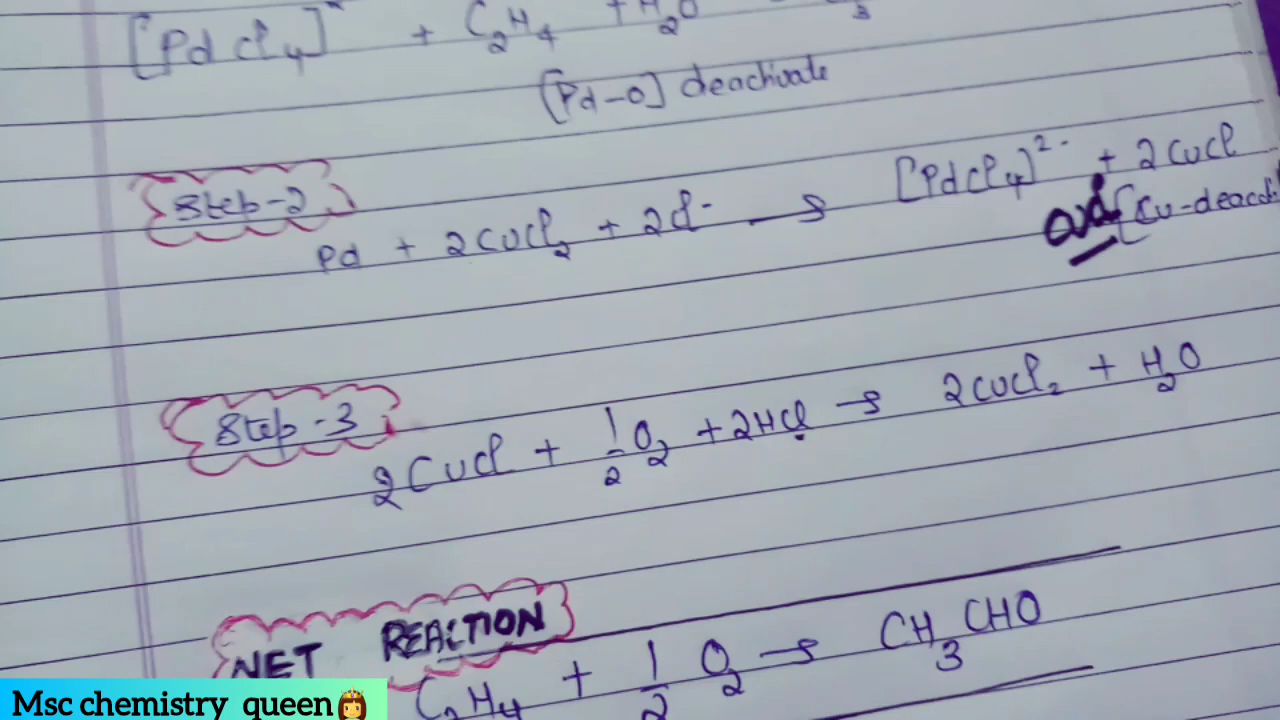 [PdCl₄] + C₂H₄ + H₂O
[Pd-0] deactivate
Step-2
Pd + 2CuCl₂ + 2Cl⁻ → [PdCl₄]²⁻ + 2CuCl
[Cu-deacti
Step-3
2CuCl + 1/2 O₂ + 2HCl → 2CuCl₂ + H₂O
NET REACTION
C₂H₄ + 1/2 O₂ → CH₃CHO
Msc chemistry queen👸